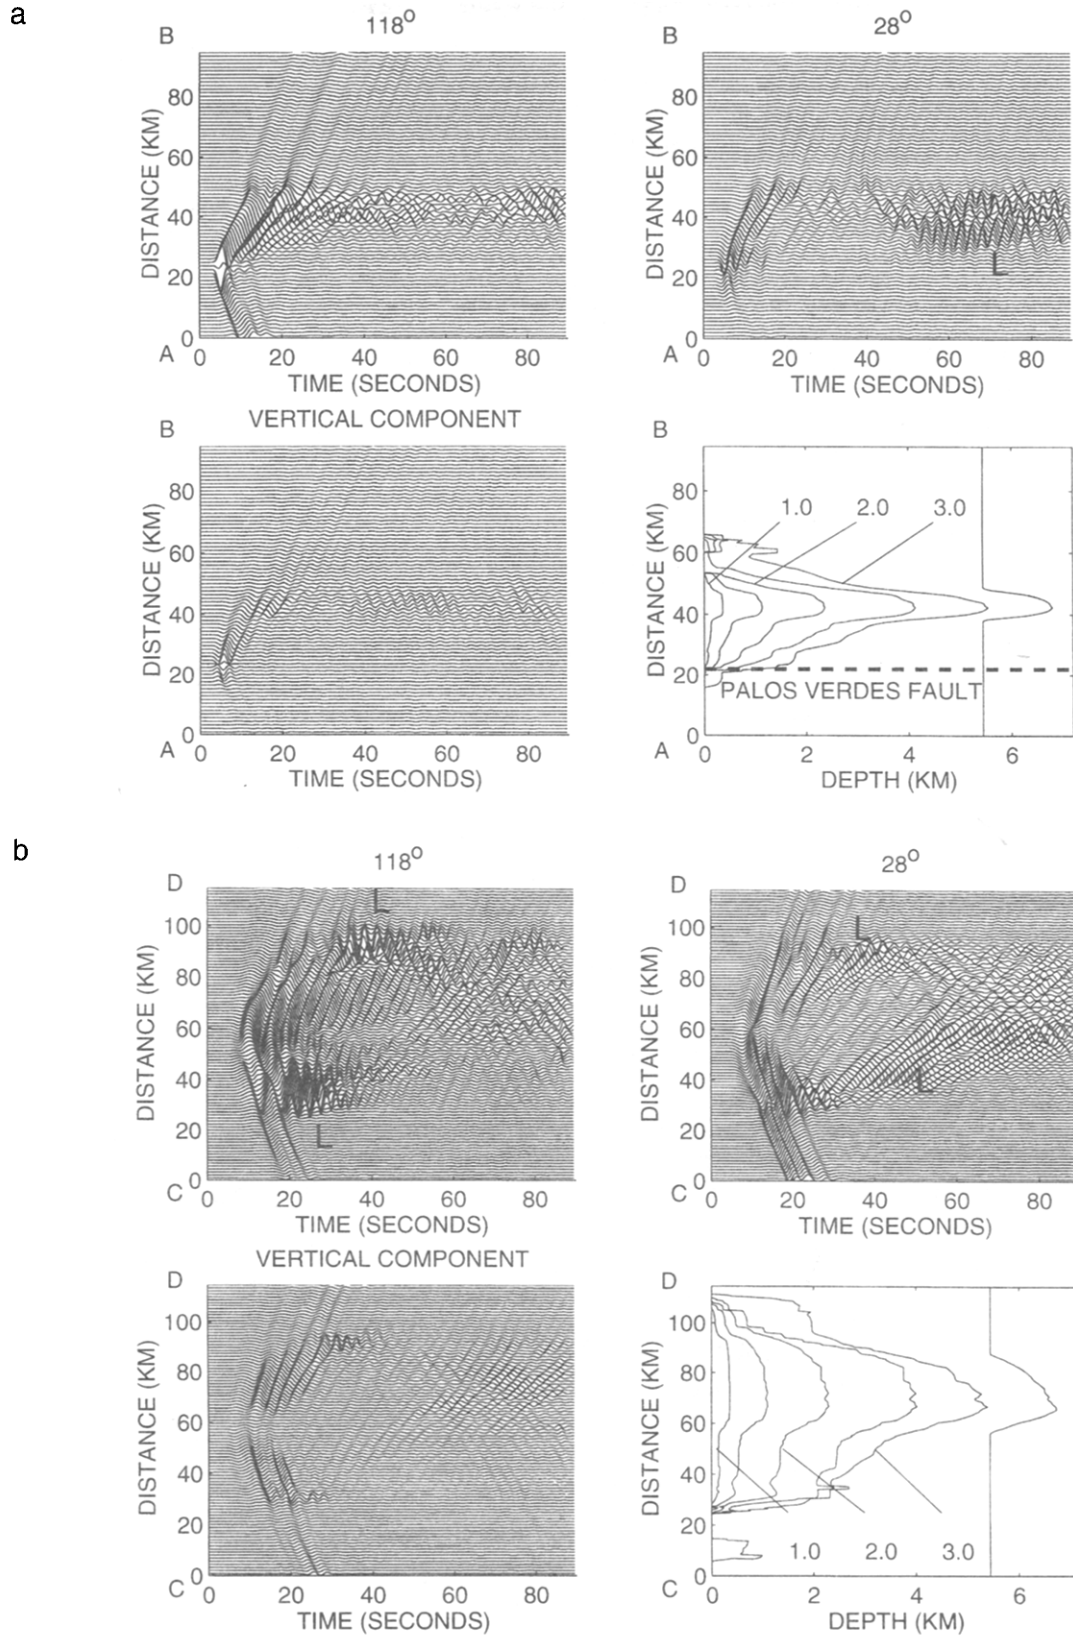 a
118°
28°
B
B
80
60
40
20
0
DISTANCE (KM)
A
0 20 40 60 80
TIME (SECONDS)
80
60
40
20
0
DISTANCE (KM)
L
A
0 20 40 60 80
TIME (SECONDS)
VERTICAL COMPONENT
B
B
80
60
40
20
0
DISTANCE (KM)
A
0 20 40 60 80
TIME (SECONDS)
80
60
40
20
0
DISTANCE (KM)
1.0 2.0 3.0
PALOS VERDES FAULT
A
0 2 4 6
DEPTH (KM)
b
118°
28°
D
D
100
80
60
40
20
0
DISTANCE (KM)
L
L
C
0 20 40 60 80
TIME (SECONDS)
100
80
60
40
20
0
DISTANCE (KM)
L
L
C
0 20 40 60 80
TIME (SECONDS)
VERTICAL COMPONENT
D
D
100
80
60
40
20
0
DISTANCE (KM)
C
0 20 40 60 80
TIME (SECONDS)
100
80
60
40
20
0
DISTANCE (KM)
1.0 2.0 3.0
C
0 2 4 6
DEPTH (KM)